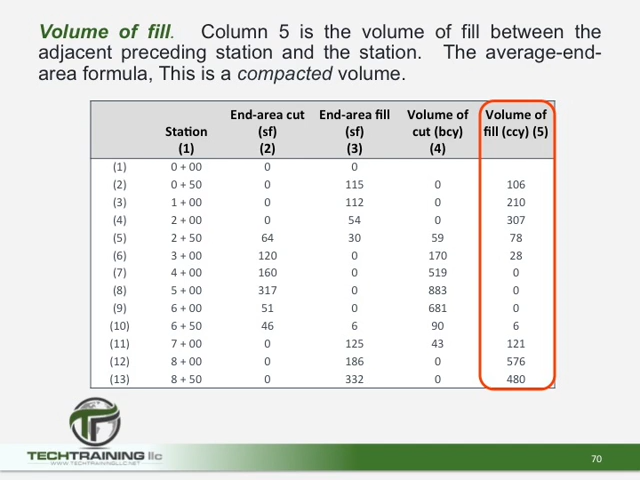 Volume of fill. Column 5 is the volume of fill between the
adjacent preceding station and the station. The average-end-
area formula, This is a compacted volume.
Station (1) End-area cut (sf) (2) End-area fill (sf) (3) Volume of cut (bcy) (4) Volume of fill (ccy) (5)
(1) 0 + 00 0 0
(2) 0 + 50 0 115 0 106
(3) 1 + 00 0 112 0 210
(4) 2 + 00 0 54 0 307
(5) 2 + 50 64 30 59 78
(6) 3 + 00 120 0 170 28
(7) 4 + 00 160 0 519 0
(8) 5 + 00 317 0 883 0
(9) 6 + 00 51 0 681 0
(10) 6 + 50 46 6 90 6
(11) 7 + 00 0 125 43 121
(12) 8 + 00 0 186 0 576
(13) 8 + 50 0 332 0 480
TECHTRAINING llc
WWW.TECHTRAININGLLC.NET
70